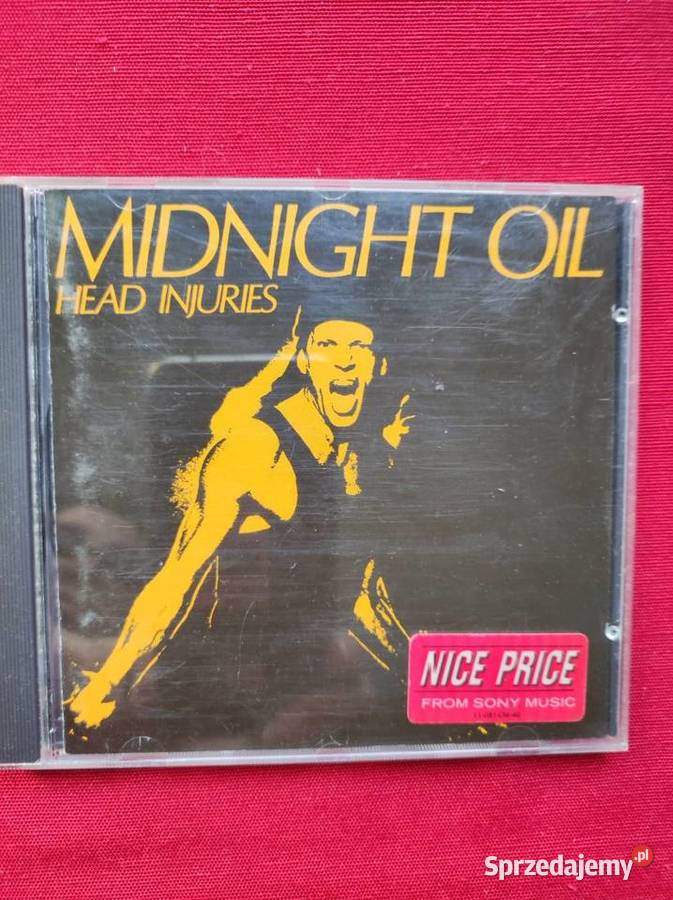 MIDNIGHT OIL
HEAD INJURIES
NICE PRICE
FROM SONY MUSIC
Sprzedajemy.pl